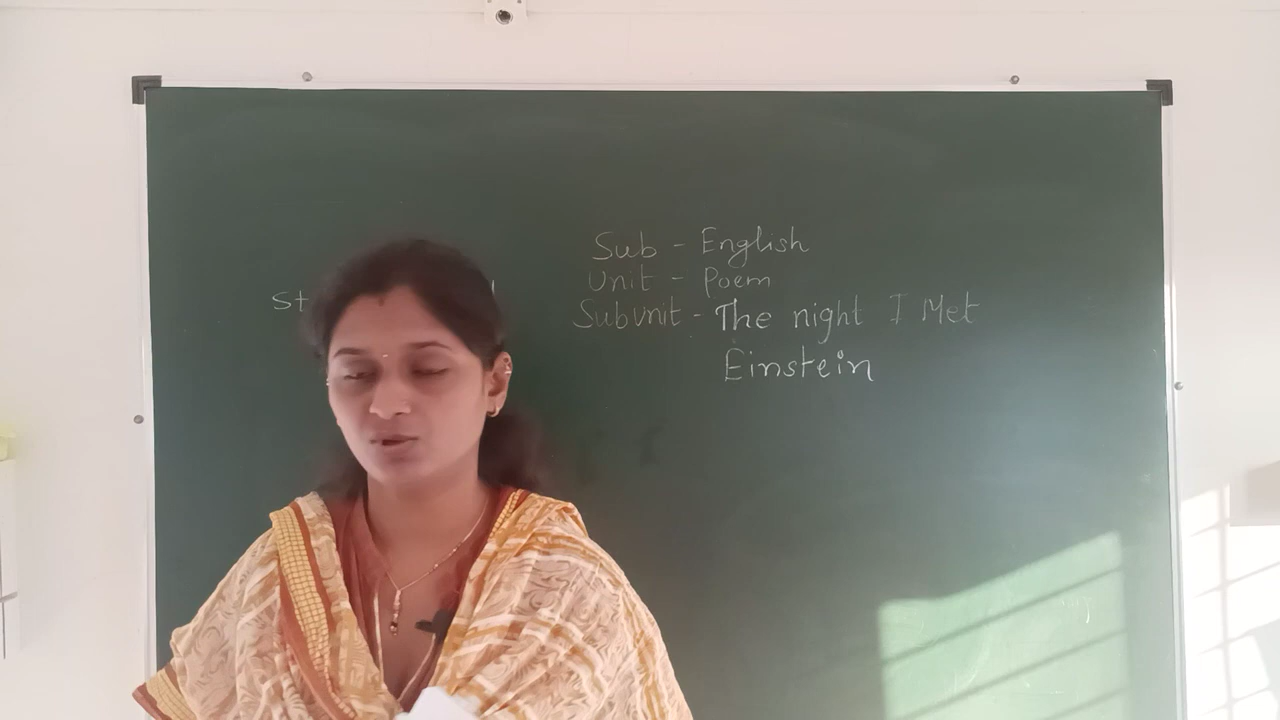 Sub - English
Unit - Poem
Subunit - The night I Met
Einstein